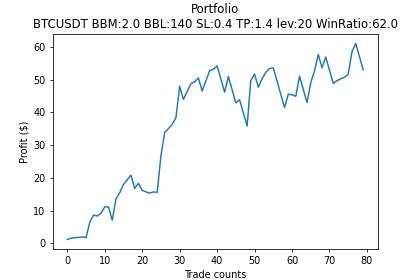 Portfolio
BTCUSDT BBM:2.0 BBL:140 SL:0.4 TP:1.4 lev:20 WinRatio:62.0
60
50
40
30
20
10
0
Profit ($)
0 10 20 30 40 50 60 70 80
Trade counts